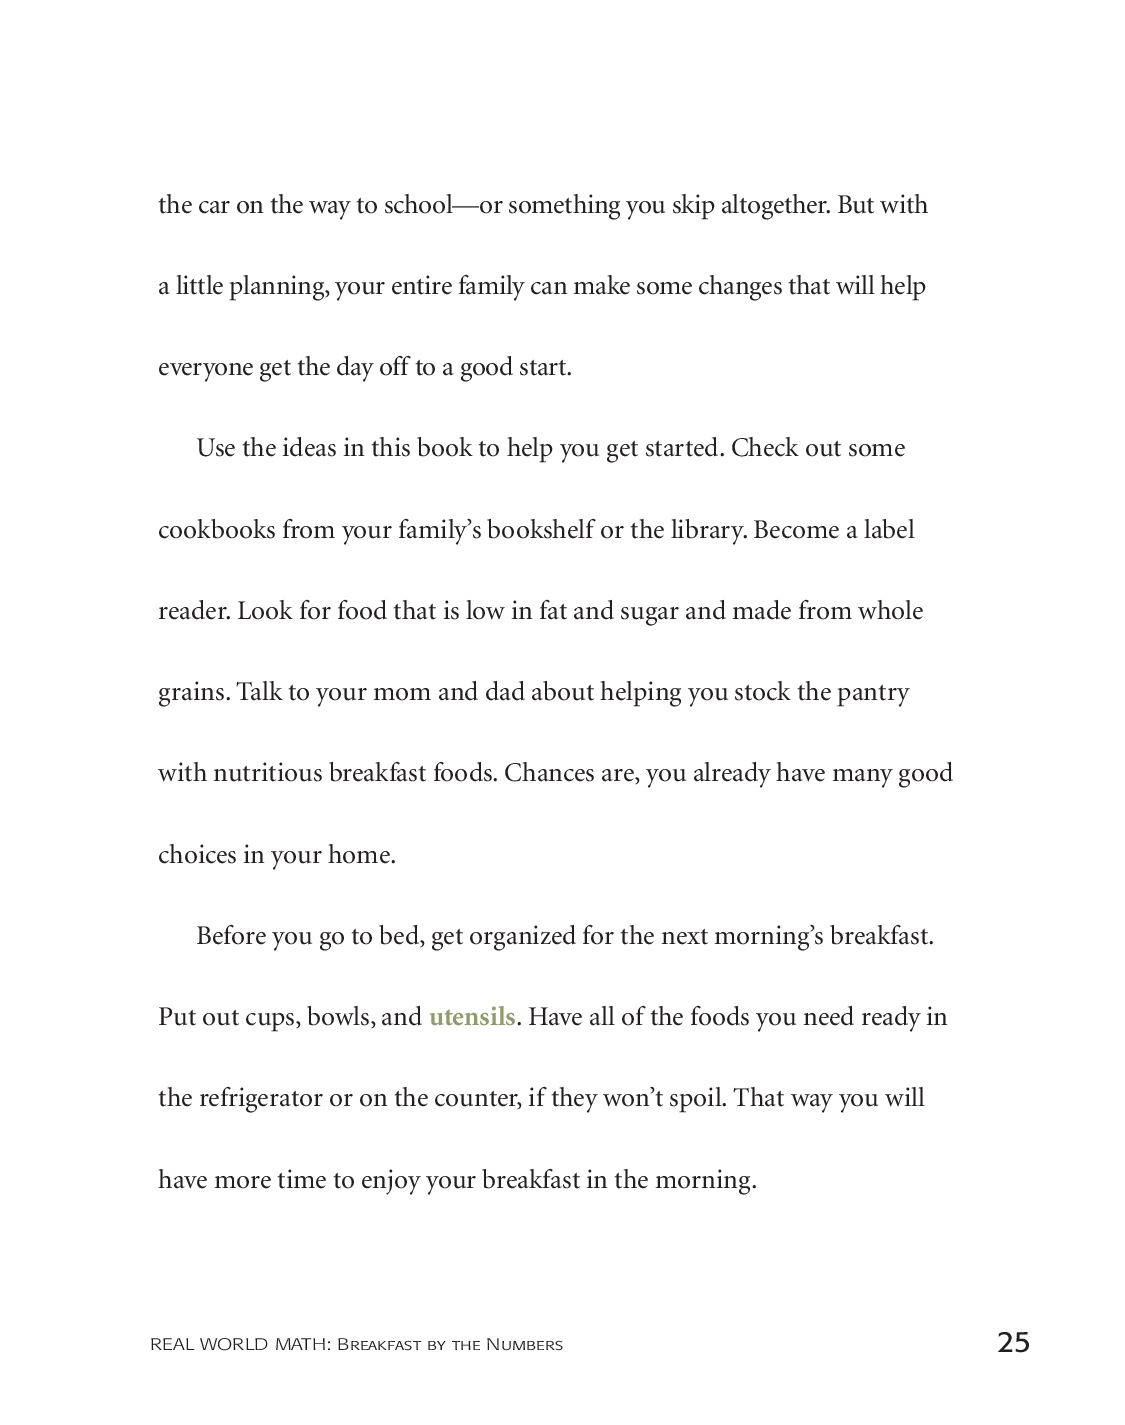 the car on the way to school—or something you skip altogether. But with
a little planning, your entire family can make some changes that will help
everyone get the day off to a good start.
Use the ideas in this book to help you get started. Check out some
cookbooks from your family’s bookshelf or the library. Become a label
reader. Look for food that is low in fat and sugar and made from whole
grains. Talk to your mom and dad about helping you stock the pantry
with nutritious breakfast foods. Chances are, you already have many good
choices in your home.
Before you go to bed, get organized for the next morning’s breakfast.
Put out cups, bowls, and utensils. Have all of the foods you need ready in
the refrigerator or on the counter, if they won’t spoil. That way you will
have more time to enjoy your breakfast in the morning.
REAL WORLD MATH: Breakfast by the Numbers 25